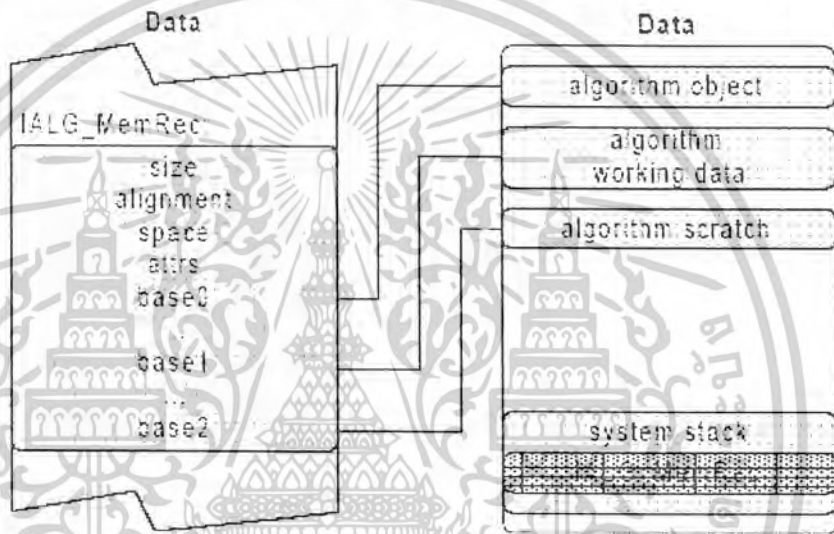 Data
IALG_MemRec
size
alignment
space
attrs
base0
...
base1
...
base2
Data
algorithm object
algorithm
working data
algorithm scratch
system stack